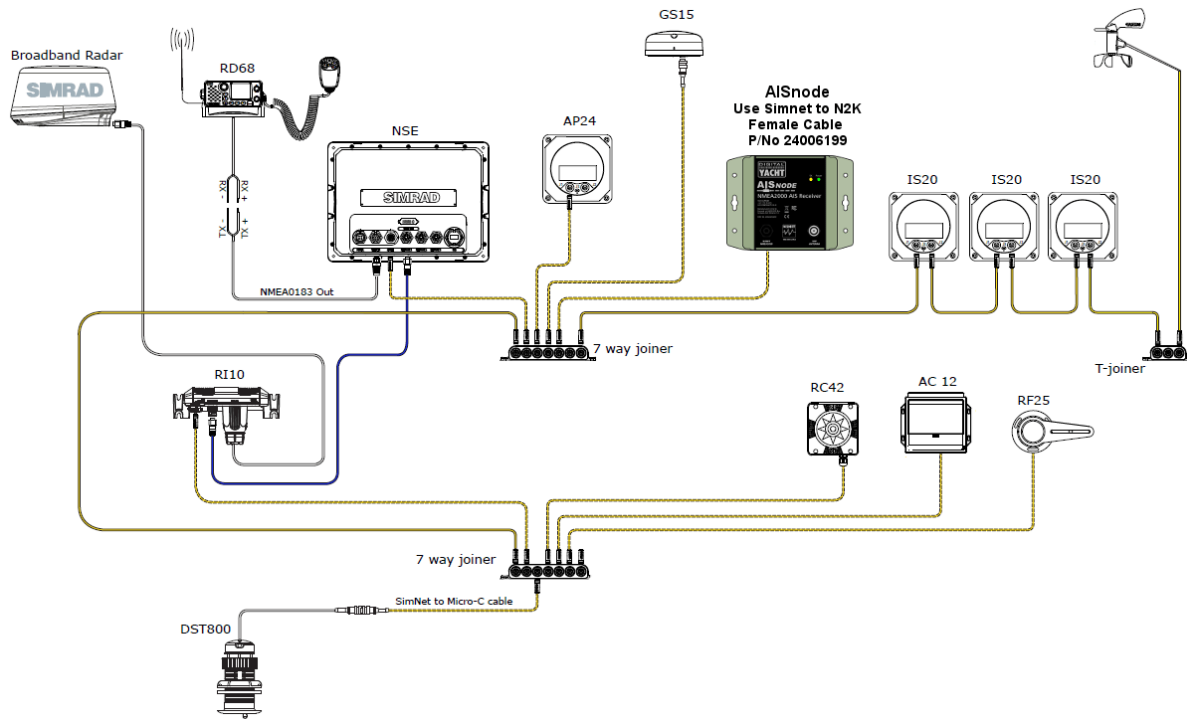 GS15
Broadband Radar
SIMRAD
RD68
NSE
SIMRAD
AP24
AISnode
Use Simnet to N2K
Female Cable
P/No 24006199
DIGITAL
YACHT
AISNODE
NMEA2000 AIS Receiver
IS20
IS20
IS20
RX -
RX +
TX -
TX +
NMEA0183 Out
7 way joiner
T-joiner
RI10
RC42
AC 12
RF25
7 way joiner
SimNet to Micro-C cable
DST800